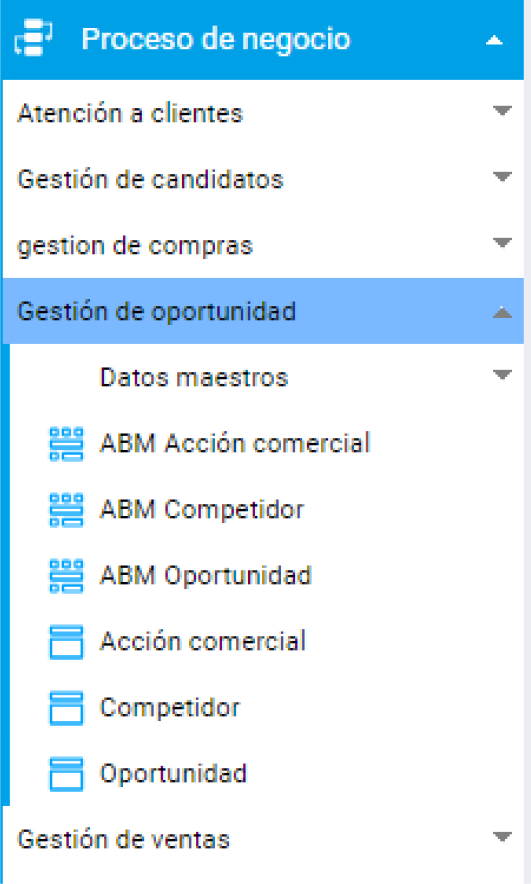 Proceso de negocio
Atención a clientes
Gestión de candidatos
gestion de compras
Gestión de oportunidad
Datos maestros
ABM Acción comercial
ABM Competidor
ABM Oportunidad
Acción comercial
Competidor
Oportunidad
Gestión de ventas